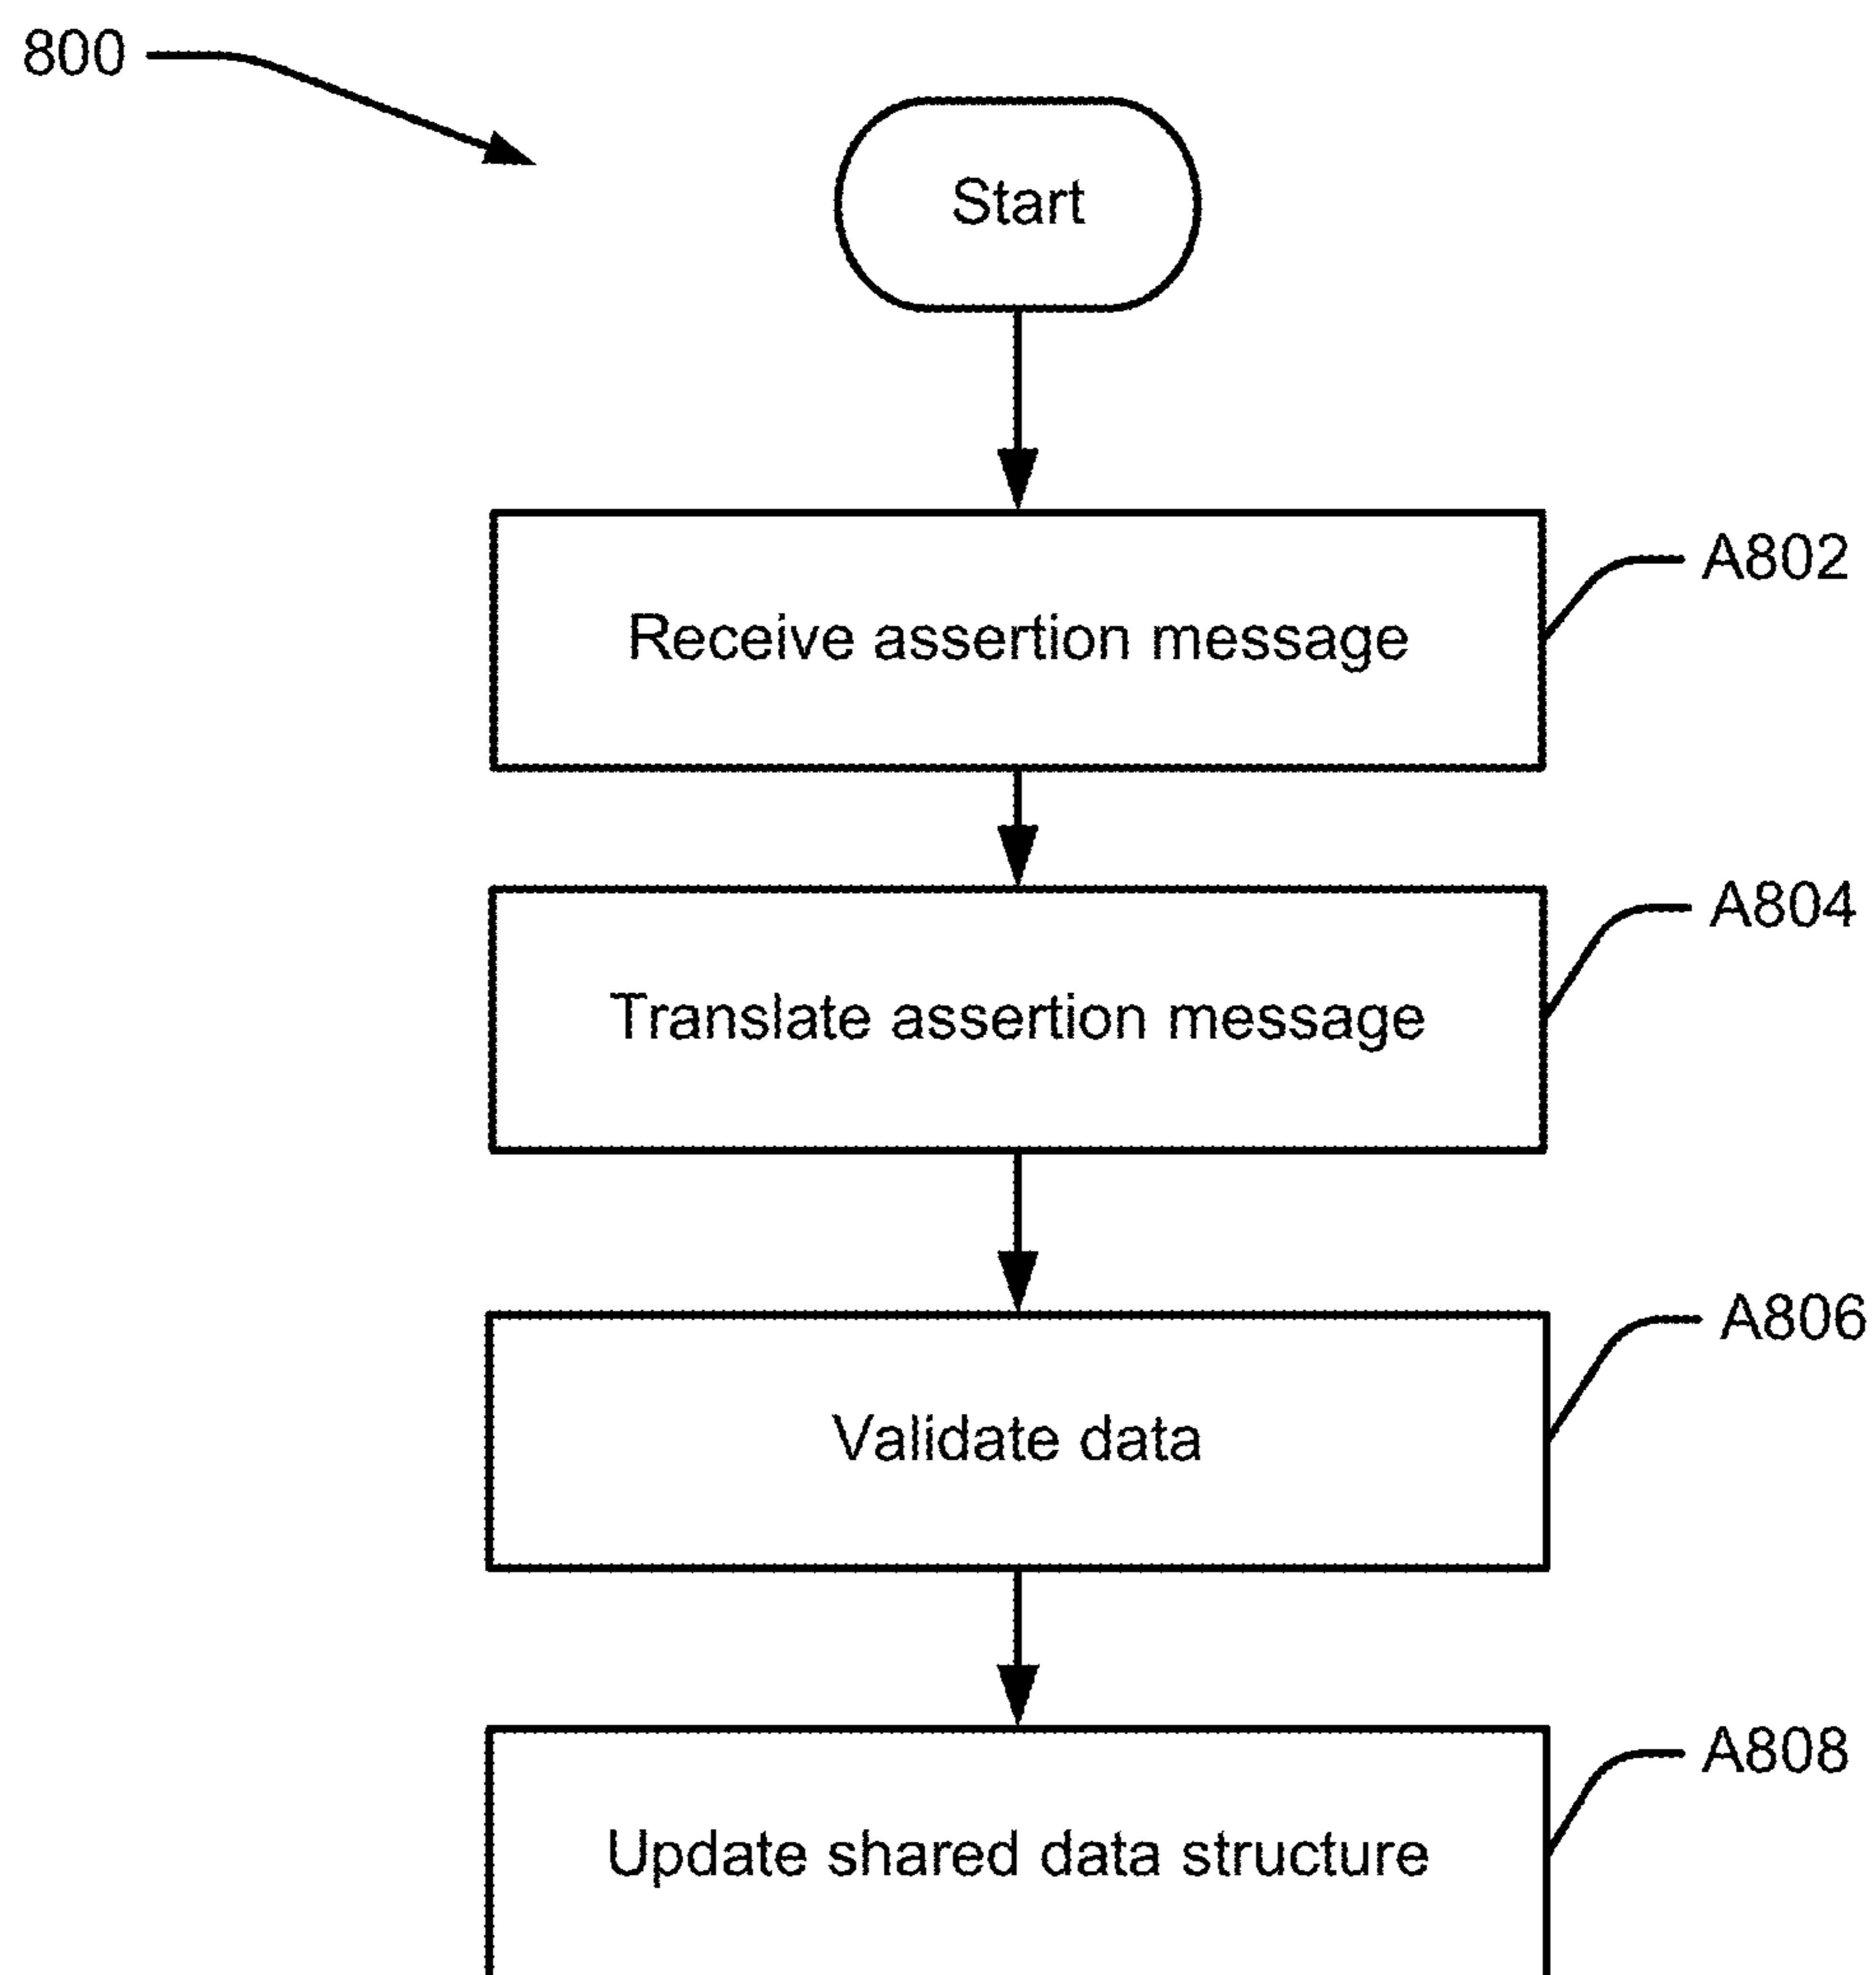 800
Start
A802
Receive assertion message
A804
Translate assertion message
A806
Validate data
A808
Update shared data structure